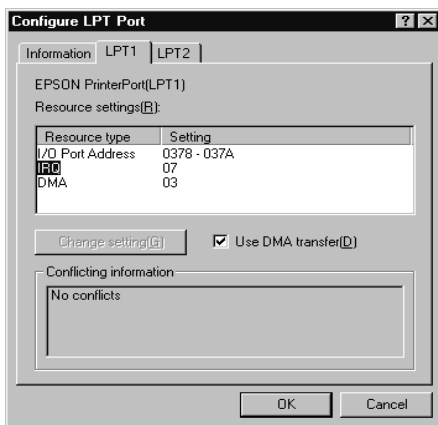 Configure LPT Port
Information LPT1 LPT2
EPSON PrinterPort(LPT1)
Resource settings(R):
Resource type Setting
I/O Port Address 0378 - 037A
IRQ 07
DMA 03
Change setting(G) Use DMA transfer(D)
Conflicting information
No conflicts
OK Cancel